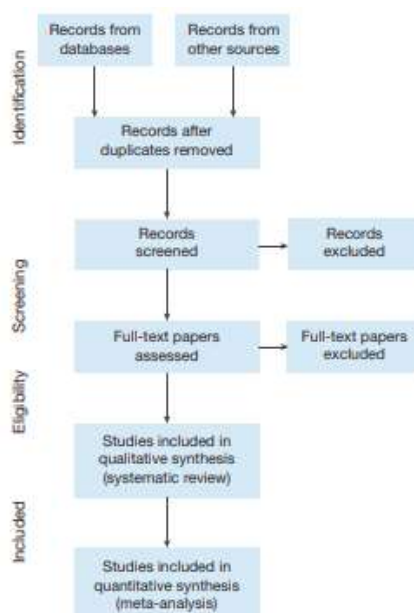 Identification
Records from
databases
Records from
other sources
Records after
duplicates removed
Screening
Records
screened
Records
excluded
Eligibility
Full-text papers
assessed
Full-text papers
excluded
Included
Studies included in
qualitative synthesis
(systematic review)
Studies included in
quantitative synthesis
(meta-analysis)